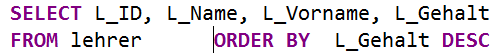 SELECT L_ID, L_Name, L_Vorname, L_Gehalt
FROM lehrer ORDER BY L_Gehalt DESC